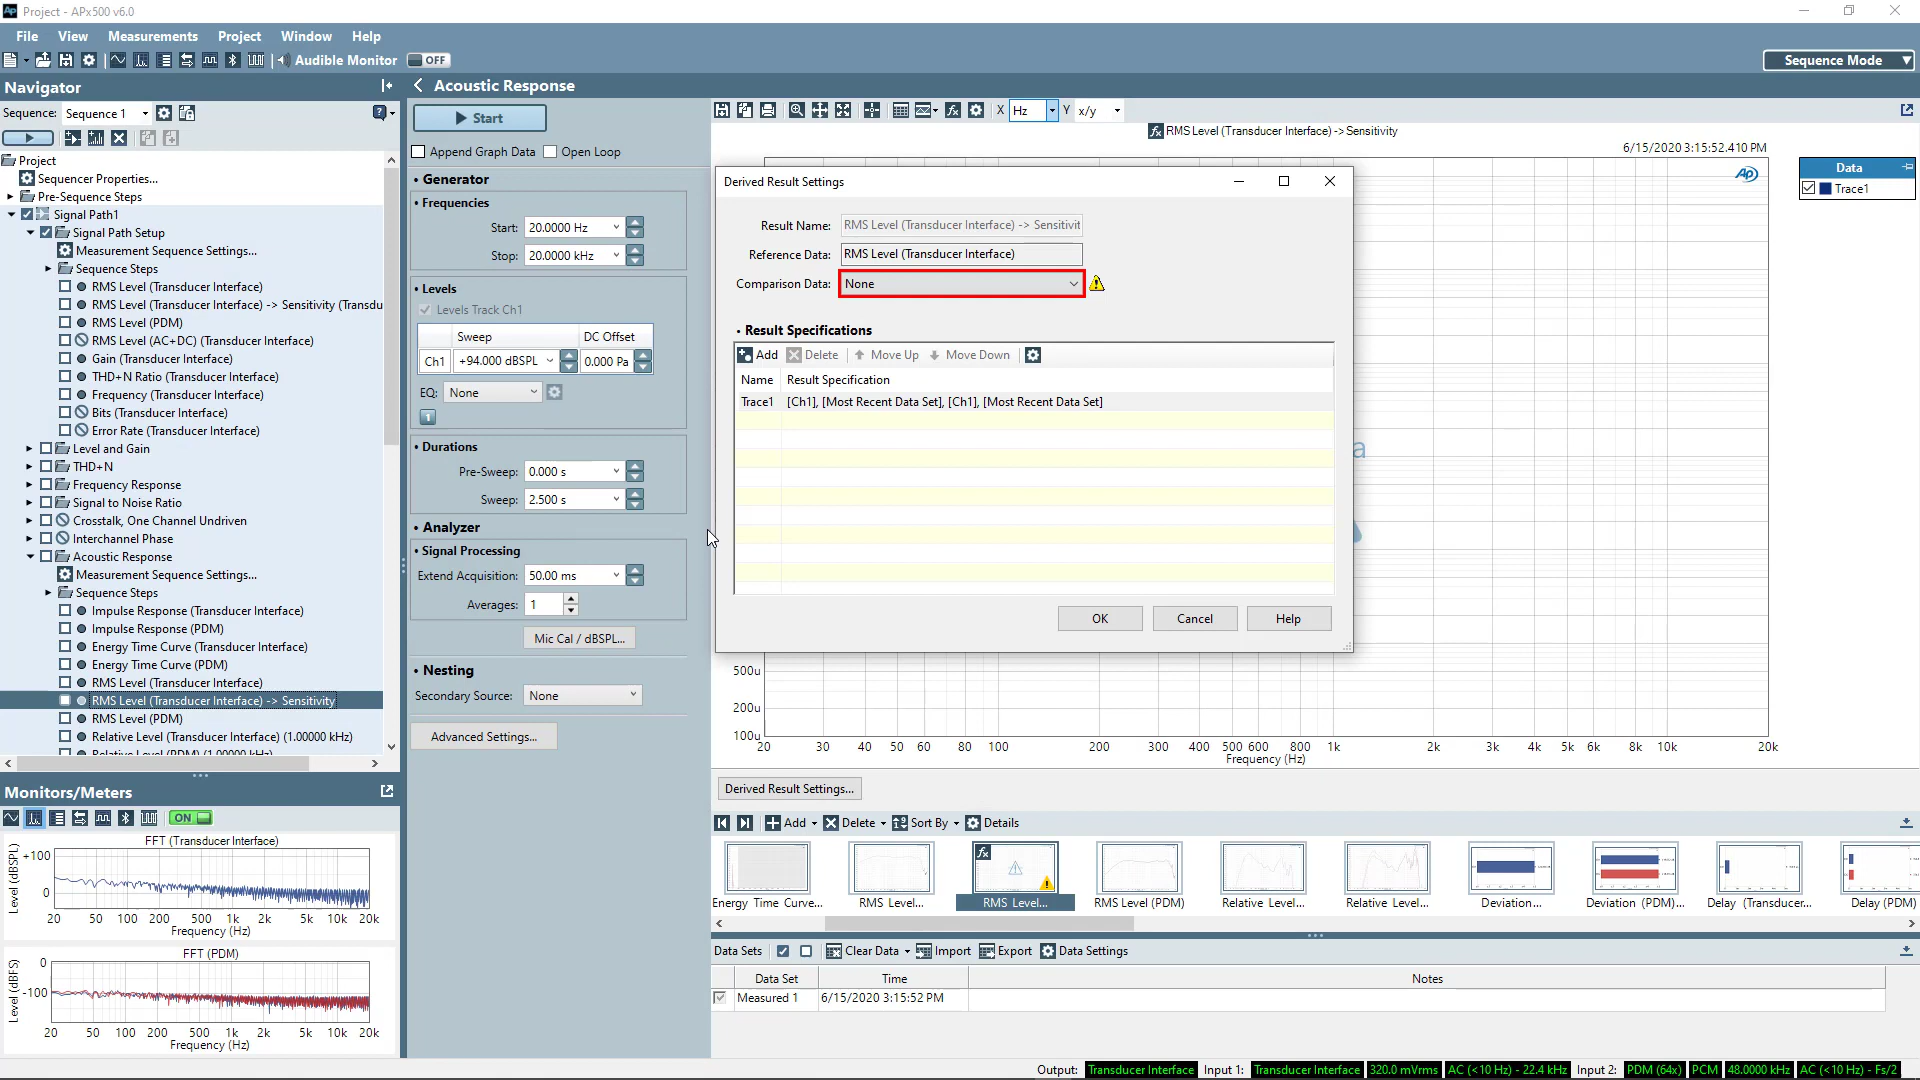 Project - APx500 v6.0
File View Measurements Project Window Help
Audible Monitor OFF
Sequence Mode
Navigator
Sequence: Sequence 1
Project
Sequencer Properties...
Pre-Sequence Steps
Signal Path1
Signal Path Setup
Measurement Sequence Settings...
Sequence Steps
RMS Level (Transducer Interface)
RMS Level (Transducer Interface) -> Sensitivity (Transdu
RMS Level (PDM)
RMS Level (AC+DC) (Transducer Interface)
Gain (Transducer Interface)
THD+N Ratio (Transducer Interface)
Frequency (Transducer Interface)
Bits (Transducer Interface)
Error Rate (Transducer Interface)
Level and Gain
THD+N
Frequency Response
Signal to Noise Ratio
Crosstalk, One Channel Undriven
Interchannel Phase
Acoustic Response
Measurement Sequence Settings...
Sequence Steps
Impulse Response (Transducer Interface)
Impulse Response (PDM)
Energy Time Curve (Transducer Interface)
Energy Time Curve (PDM)
RMS Level (Transducer Interface)
RMS Level (Transducer Interface) -> Sensitivity
RMS Level (PDM)
Relative Level (Transducer Interface) (1.00000 kHz)
Relative Level (PDM) (1.00000 kHz)
Monitors/Meters
ON
FFT (Transducer Interface)
Level (dBSPL)
+100
0
20 50 100 200 500 1k 2k 5k 10k 20k
Frequency (Hz)
FFT (PDM)
Level (dBFS)
0
-100
20 50 100 200 500 1k 2k 5k 10k 20k
Frequency (Hz)
Acoustic Response
Start
Append Graph Data Open Loop
Generator
Frequencies
Start: 20.0000 Hz
Stop: 20.0000 kHz
Levels
Levels Track Ch1
Sweep DC Offset
Ch1 +94.000 dBSPL 0.000 Pa
EQ: None
1
Durations
Pre-Sweep: 0.000 s
Sweep: 2.500 s
Analyzer
Signal Processing
Extend Acquisition: 50.00 ms
Averages: 1
Mic Cal / dBSPL...
Nesting
Secondary Source: None
Advanced Settings...
X Hz Y x/y
fx RMS Level (Transducer Interface) -> Sensitivity
6/15/2020 3:15:52.410 PM
AP
Data
Trace1
Derived Result Settings
Result Name: RMS Level (Transducer Interface) -> Sensitivit
Reference Data: RMS Level (Transducer Interface)
Comparison Data: None
Result Specifications
Add Delete Move Up Move Down
Name Result Specification
Trace1 [Ch1], [Most Recent Data Set], [Ch1], [Most Recent Data Set]
OK Cancel Help
a
500u
200u
100u
20 30 40 50 60 80 100 200 300 400 500 600 800 1k 2k 3k 4k 5k 6k 8k 10k 20k
Frequency (Hz)
Derived Result Settings...
Add Delete Sort By Details
fx
Energy Time Curve... RMS Level... RMS Level... RMS Level (PDM) Relative Level... Relative Level... Deviation... Deviation (PDM)... Delay (Transducer... Delay (PDM)
Data Sets Clear Data Import Export Data Settings
Data Set Time Notes
Measured 1 6/15/2020 3:15:52 PM
Output: Transducer Interface Input 1: Transducer Interface 320.0 mVrms AC (<10 Hz) - 22.4 kHz Input 2: PDM (64x) PCM 48.0000 kHz AC (<10 Hz) - Fs/2